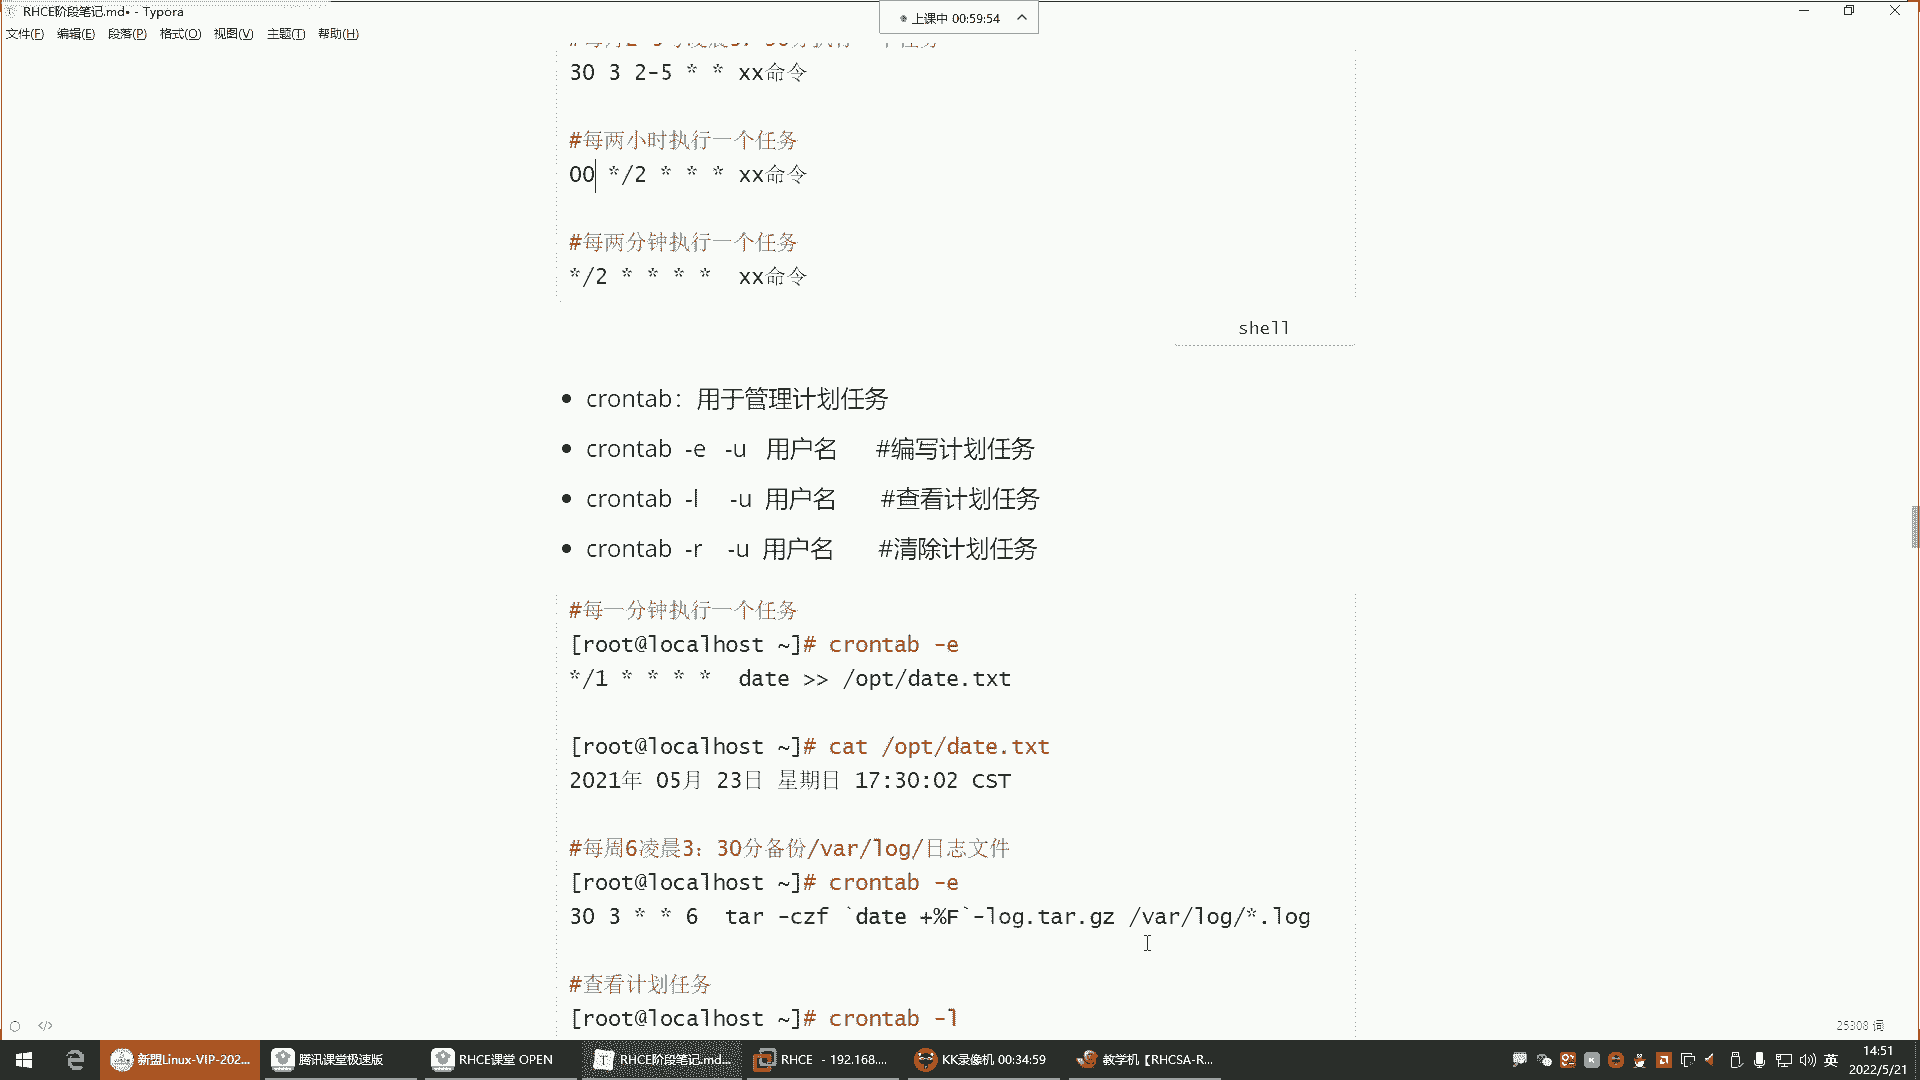 RHCE阶段笔记.md• - Typora
上课中 00:59:54
文件(F) 编辑(E) 段落(P) 格式(O) 视图(V) 主题(T) 帮助(H)
30 3 2-5 * * xx命令
#每两小时执行一个任务
00 */2 * * * xx命令
#每两分钟执行一个任务
*/2 * * * *  xx命令
shell
crontab：用于管理计划任务
crontab -e -u 用户名 #编写计划任务
crontab -l -u 用户名 #查看计划任务
crontab -r -u 用户名 #清除计划任务
#每一分钟执行一个任务
[root@localhost ~]# crontab -e
*/1 * * * *  date >> /opt/date.txt
[root@localhost ~]# cat /opt/date.txt
2021年 05月 23日 星期日 17:30:02 CST
#每周6凌晨3：30分备份/var/log/日志文件
[root@localhost ~]# crontab -e
30 3 * * 6  tar -czf `date +%F`-log.tar.gz /var/log/*.log
#查看计划任务
[root@localhost ~]# crontab -l
25308 词
新盟Linux-VIP-202... 腾讯课堂极速版 RHCE课堂 OPEN RHCE阶段笔记.md... RHCE - 192.168.... KK录像机 00:34:59 教学机【RHCSA-R... 英 14:51
2022/5/21